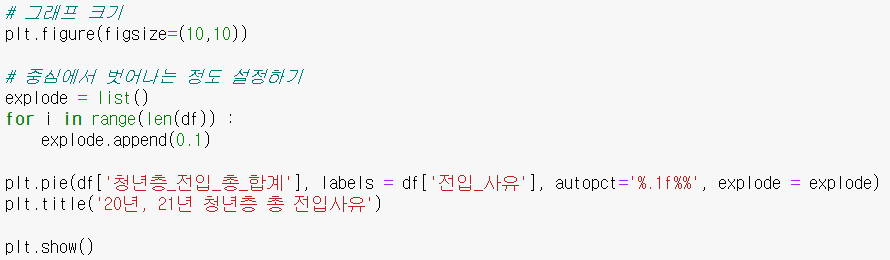 # 그래프 크기
plt.figure(figsize=(10,10))
# 중심에서 벗어나는 정도 설정하기
explode = list()
for i in range(len(df)) :
    explode.append(0.1)
plt.pie(df['청년층_전입_총_합계'], labels = df['전입_사유'], autopct='%.1f%%', explode = explode)
plt.title('20년, 21년 청년층 총 전입사유')
plt.show()